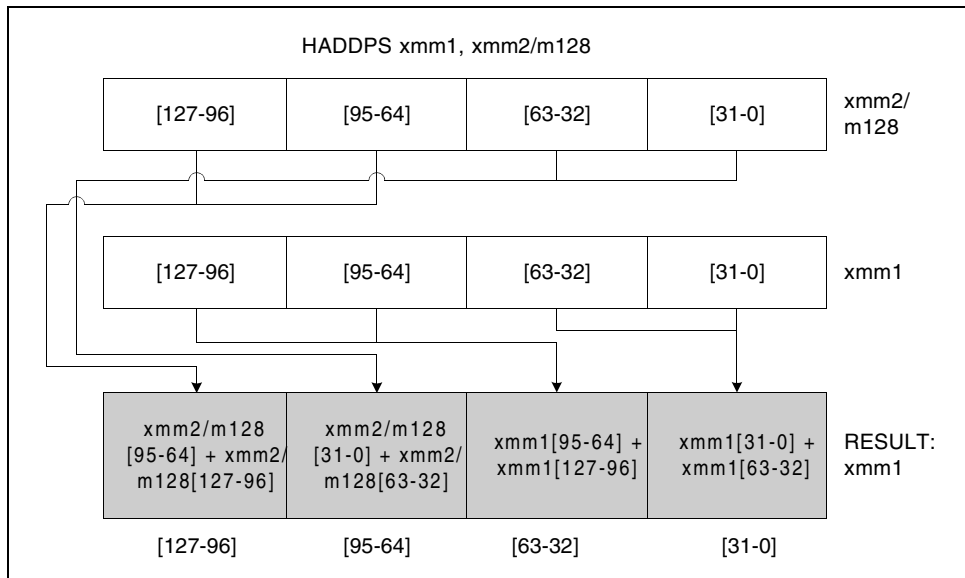 HADDPS xmm1, xmm2/m128
[127-96] [95-64] [63-32] [31-0] xmm2/
m128
[127-96] [95-64] [63-32] [31-0] xmm1
xmm2/m128
[95-64] + xmm2/
m128[127-96]
xmm2/m128
[31-0] + xmm2/
m128[63-32]
xmm1[95-64] +
xmm1[127-96]
xmm1[31-0] +
xmm1[63-32]
RESULT:
xmm1
[127-96] [95-64] [63-32] [31-0]